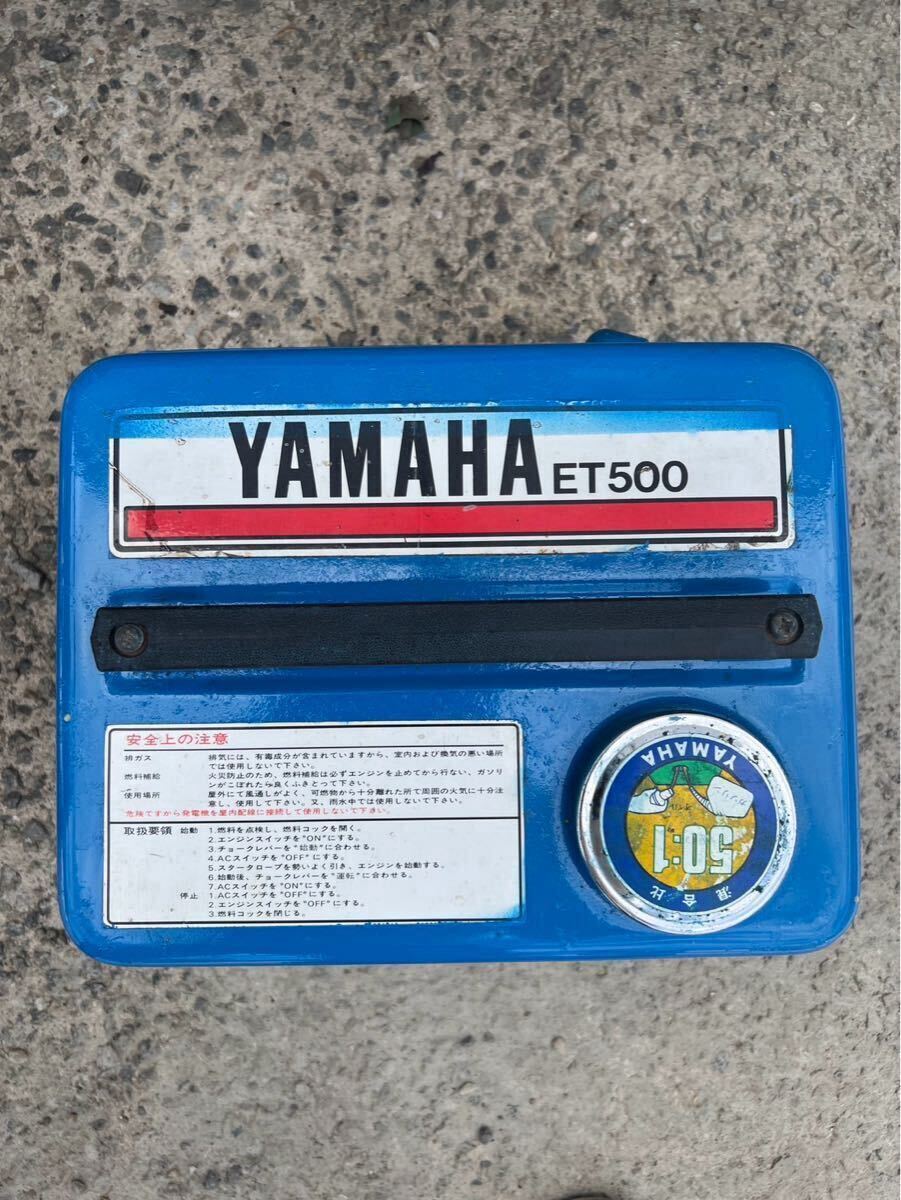 YAMAHA ET500
安全上の注意
排ガス 排気には、有毒成分が含まれていますから、室内および換気の悪い場所
では使用しないで下さい。
燃料補給 火災防止のため、燃料補給は必ずエンジンを止めてから行ない、ガソリ
ンがこぼれたら良くふきとって下さい。
使用場所 屋外にて風通しがよく、可燃物から十分離れた所で周囲の火気に十分注
意し、使用して下さい。又、雨水中では使用しないで下さい。
危険ですから発電機を屋内配線に接続して使用しないで下さい。
取扱要領 始動 1.燃料を点検し、燃料コックを開く。
2.エンジンスイッチを"ON"にする。
3.チョークレバーを"始動"に合わせる。
4.ACスイッチを"OFF"にする。
5.スターターロープを勢いよく引き、エンジンを始動する。
6.始動後、チョークレバーを"運転"に合わせる。
7.ACスイッチを"ON"にする。
停止 1.ACスイッチを"OFF"にする。
2.エンジンスイッチを"OFF"にする。
3.燃料コックを閉じる。
混合比
50:1
YAMAHA